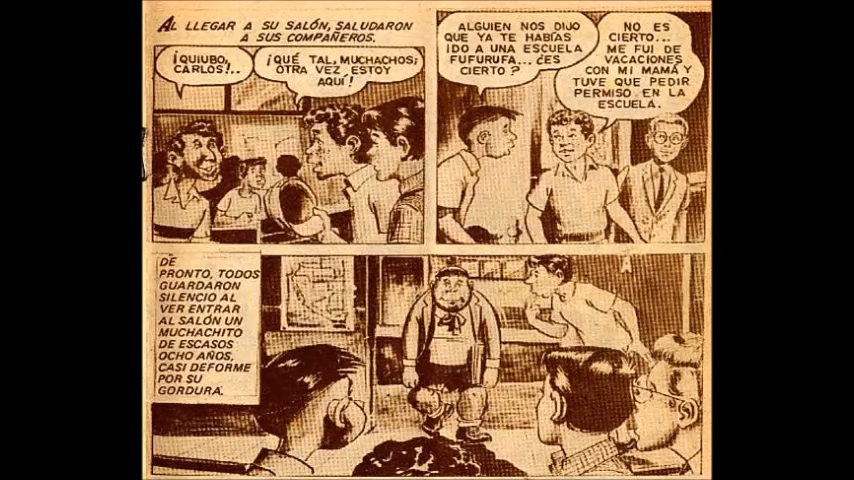 AL LLEGAR A SU SALÓN, SALUDARON
A SUS COMPAÑEROS.
¡QUIUBO,
CARLOS!..
¡QUÉ TAL, MUCHACHOS;
OTRA VEZ ESTOY
AQUÍ!
ALGUIEN NOS DIJO
QUE YA TE HABÍAS
IDO A UNA ESCUELA
FUFURUFA... ¿ES
CIERTO?
NO ES
CIERTO...
ME FUI DE
VACACIONES
CON MI MAMÁ Y
TUVE QUE PEDIR
PERMISO EN LA
ESCUELA.
DE
PRONTO, TODOS
GUARDARON
SILENCIO AL
VER ENTRAR
AL SALÓN UN
MUCHACHITO
DE ESCASOS
OCHO AÑOS,
CASI DEFORME
POR SU
GORDURA.